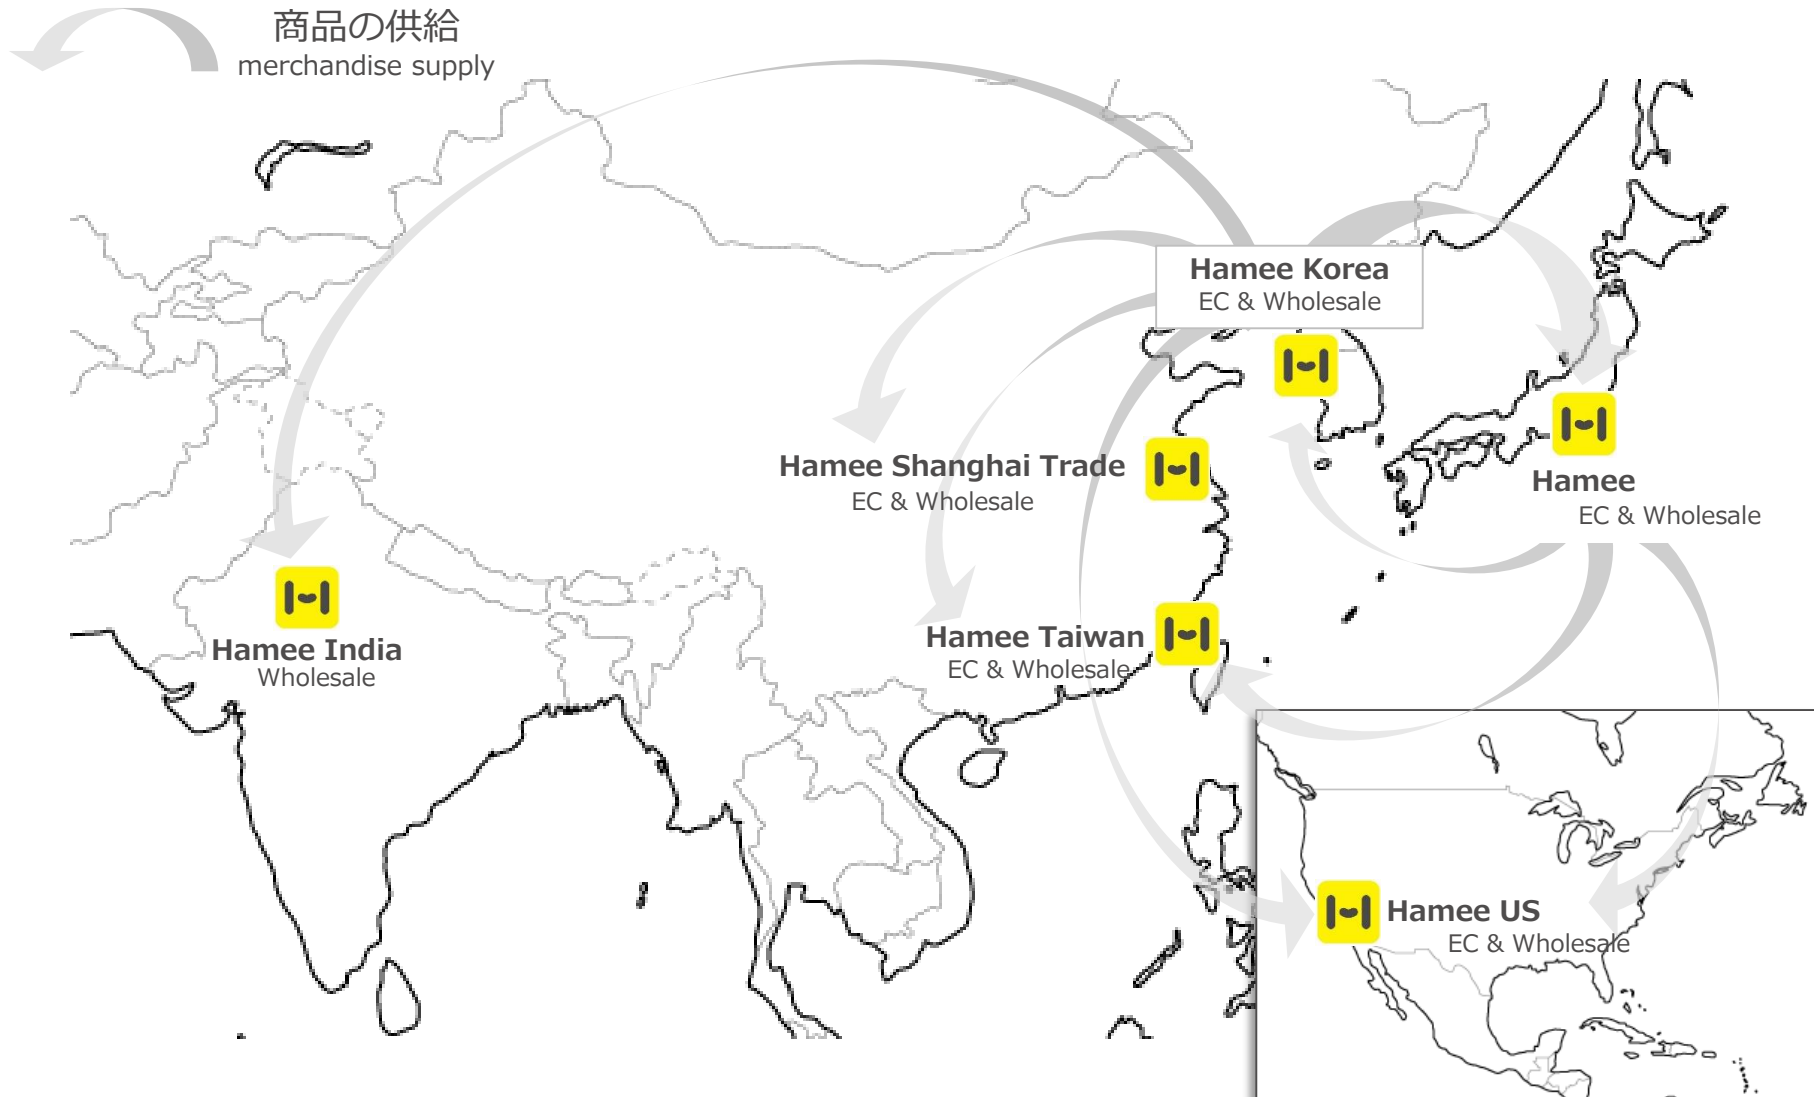 商品の供給
merchandise supply
Hamee Korea
EC & Wholesale
Hamee Shanghai Trade
EC & Wholesale
Hamee
EC & Wholesale
Hamee India
Wholesale
Hamee Taiwan
EC & Wholesale
Hamee US
EC & Wholesale